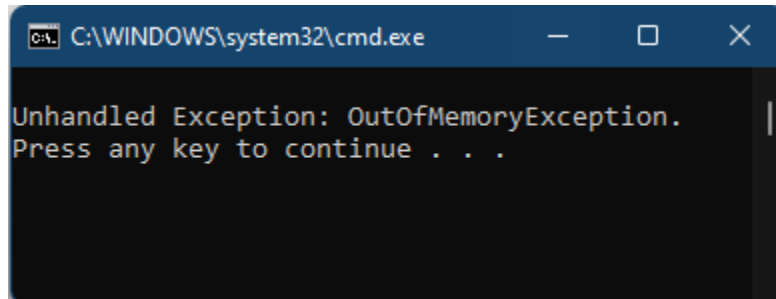 C:\WINDOWS\system32\cmd.exe
Unhandled Exception: OutOfMemoryException.
Press any key to continue . . .